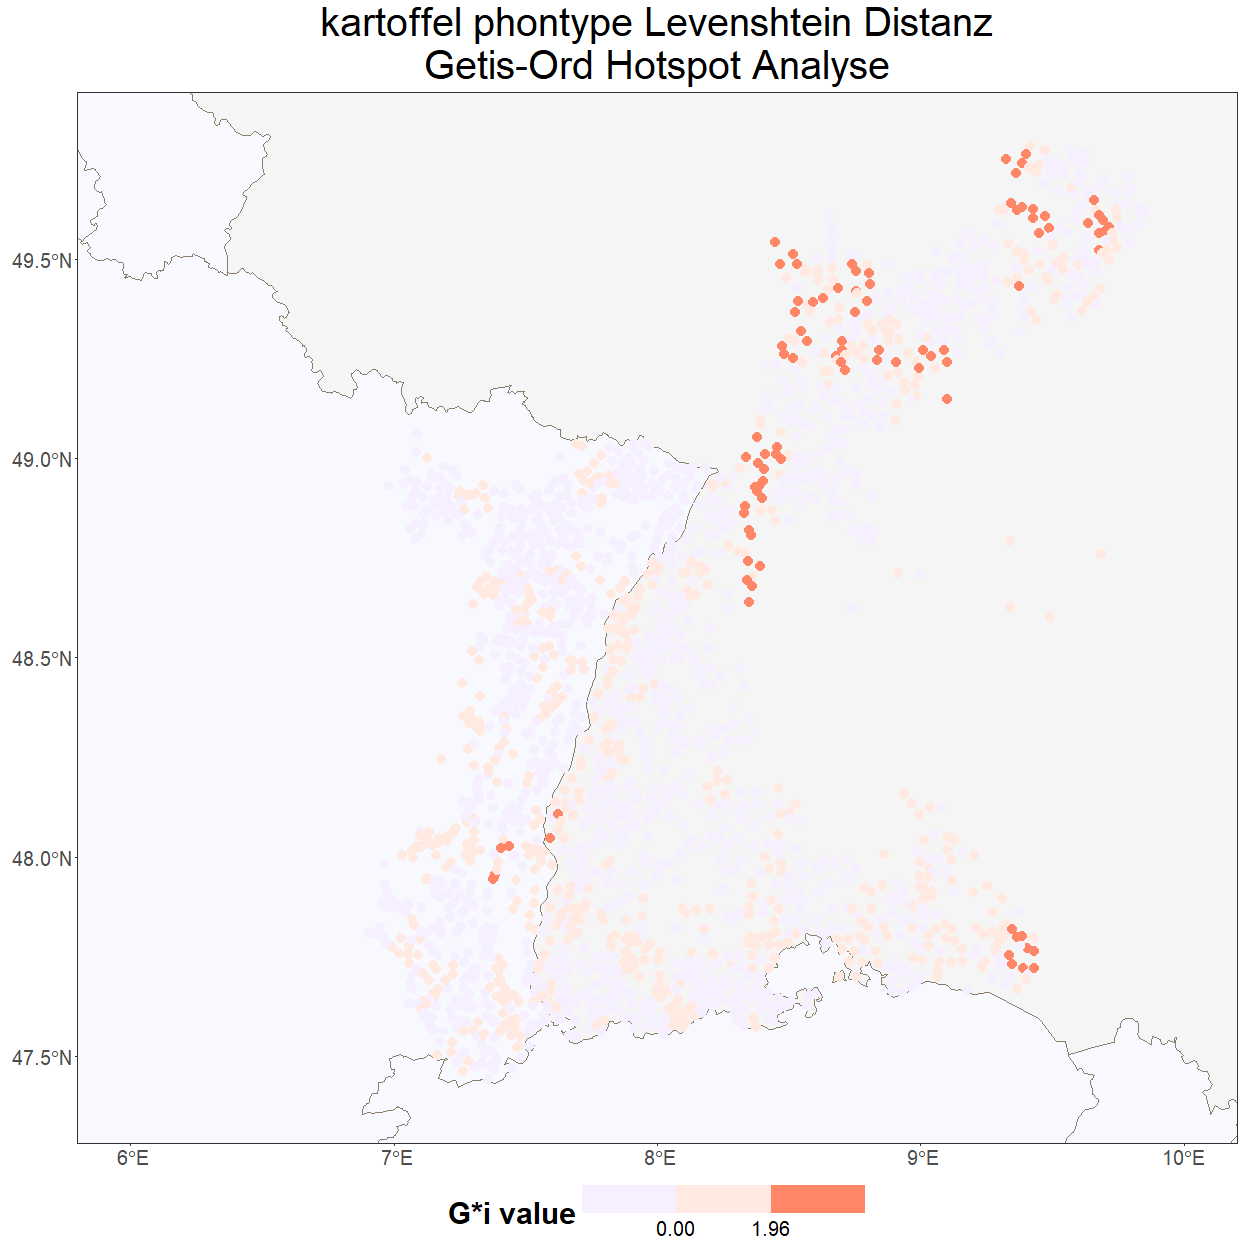 kartoffel phontype Levenshtein Distanz
Getis-Ord Hotspot Analyse
49.5°N
49.0°N
48.5°N
48.0°N
47.5°N
6°E 7°E 8°E 9°E 10°E
G*i value
0.00 1.96